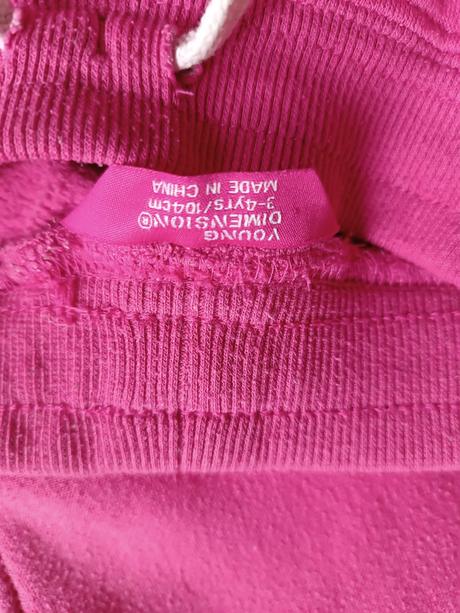 YOUNG
DIMENSION®
3-4yrs/104cm
MADE IN CHINA